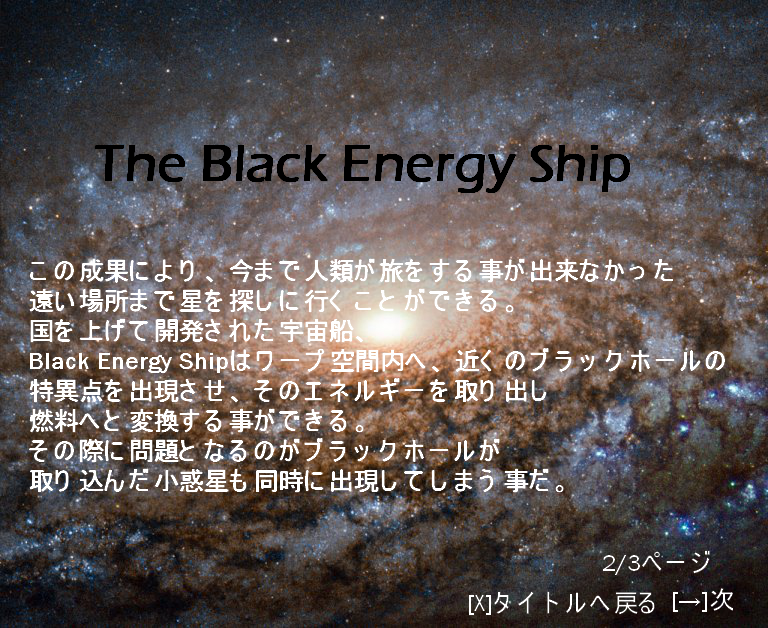 The Black Energy Ship
この成果により、今まで人類が旅をする事が出来なかった
遠い場所まで星を探しに行くことができる。
国を上げて開発された宇宙船、
Black Energy Shipはワープ空間内へ、近くのブラックホールの
特異点を出現させ、そのエネルギーを取り出し
燃料へと変換する事ができる。
その際に問題となるのがブラックホールが
取り込んだ小惑星も同時に出現してしまう事だ。
2/3ページ
[X]タイトルへ戻る [→]次